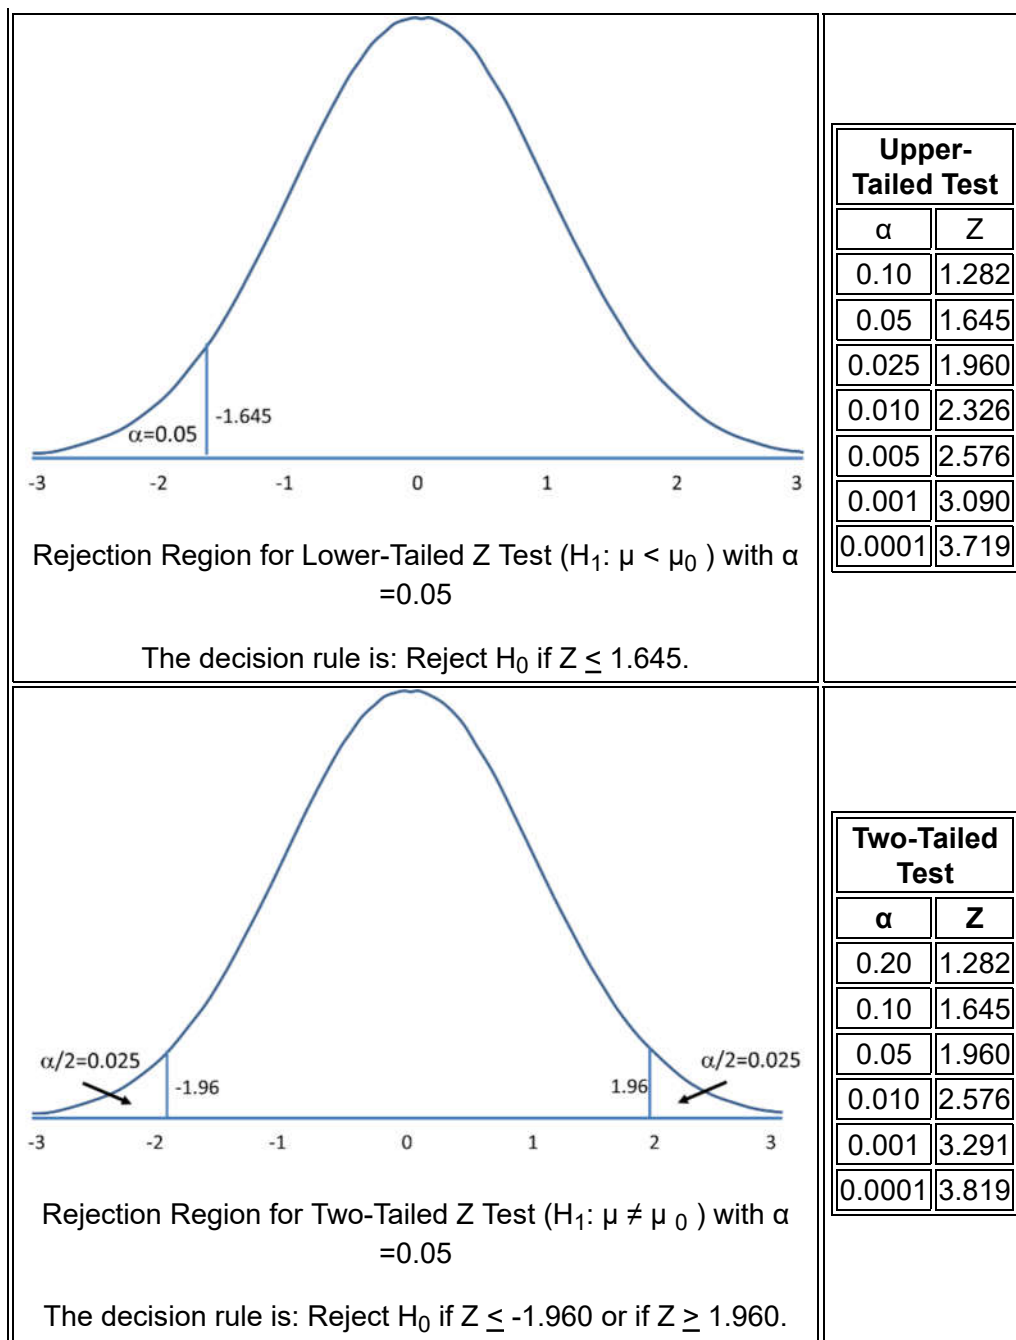 α=0.05
-1.645
-3 -2 -1 0 1 2 3
Rejection Region for Lower-Tailed Z Test (H₁: μ < μ₀ ) with α
=0.05
The decision rule is: Reject H₀ if Z ≤ 1.645.
Upper-
Tailed Test
α Z
0.10 1.282
0.05 1.645
0.025 1.960
0.010 2.326
0.005 2.576
0.001 3.090
0.0001 3.719
α/2=0.025
-1.96
1.96
α/2=0.025
-3 -2 -1 0 1 2 3
Rejection Region for Two-Tailed Z Test (H₁: μ ≠ μ ₀ ) with α
=0.05
The decision rule is: Reject H₀ if Z ≤ -1.960 or if Z ≥ 1.960.
Two-Tailed
Test
α Z
0.20 1.282
0.10 1.645
0.05 1.960
0.010 2.576
0.001 3.291
0.0001 3.819